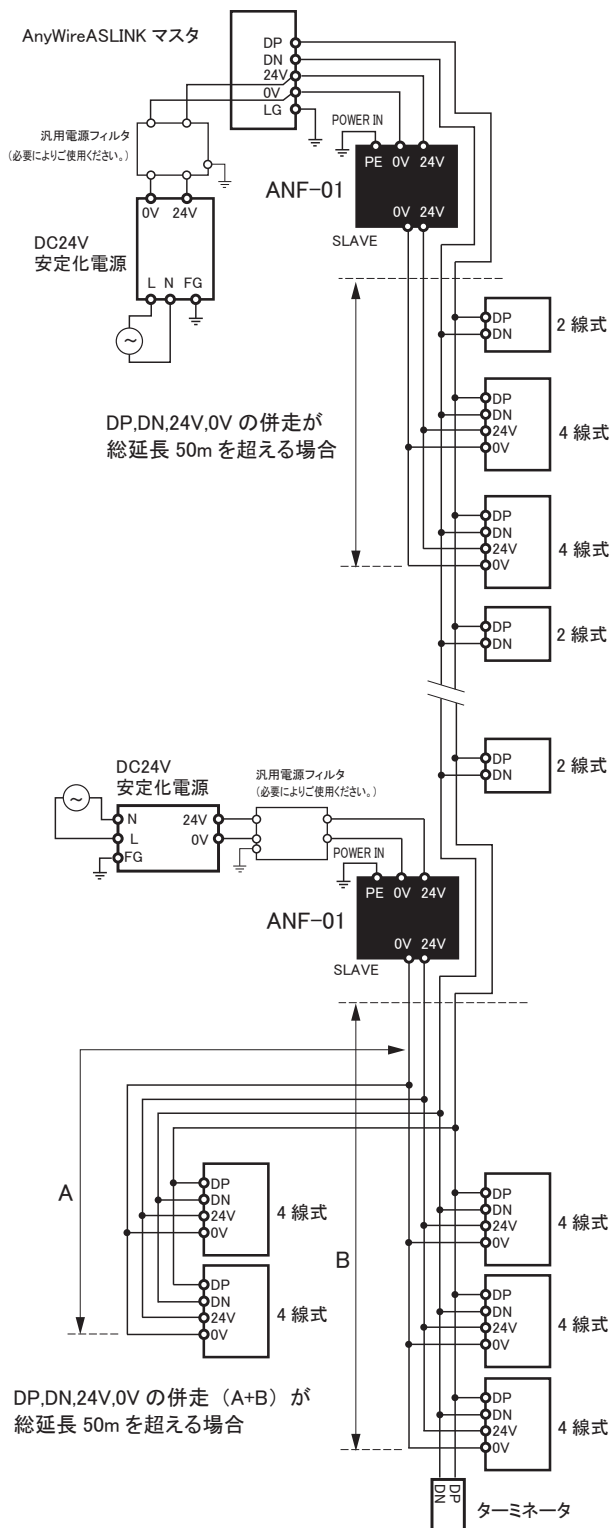 AnyWireASLINK マスタ
DP
DN
24V
0V
LG
汎用電源フィルタ
(必要によりご使用ください。)
0V 24V
DC24V
安定化電源
L N FG
~
POWER IN
PE 0V 24V
ANF-01
0V 24V
SLAVE
DP
DN
2 線式
DP,DN,24V,0V の併走が
総延長 50m を超える場合
DP
DN
24V
0V
4 線式
DP
DN
24V
0V
4 線式
DP
DN
2 線式
DP
DN
2 線式
DC24V
安定化電源
~
N
L
FG
24V
0V
汎用電源フィルタ
(必要によりご使用ください。)
POWER IN
PE 0V 24V
ANF-01
0V 24V
SLAVE
A
DP
DN
24V
0V
4 線式
DP
DN
24V
0V
4 線式
B
DP
DN
24V
0V
4 線式
DP
DN
24V
0V
4 線式
DP
DN
24V
0V
4 線式
DP,DN,24V,0V の併走（A+B）が
総延長 50m を超える場合
DN
DP
ターミネータ